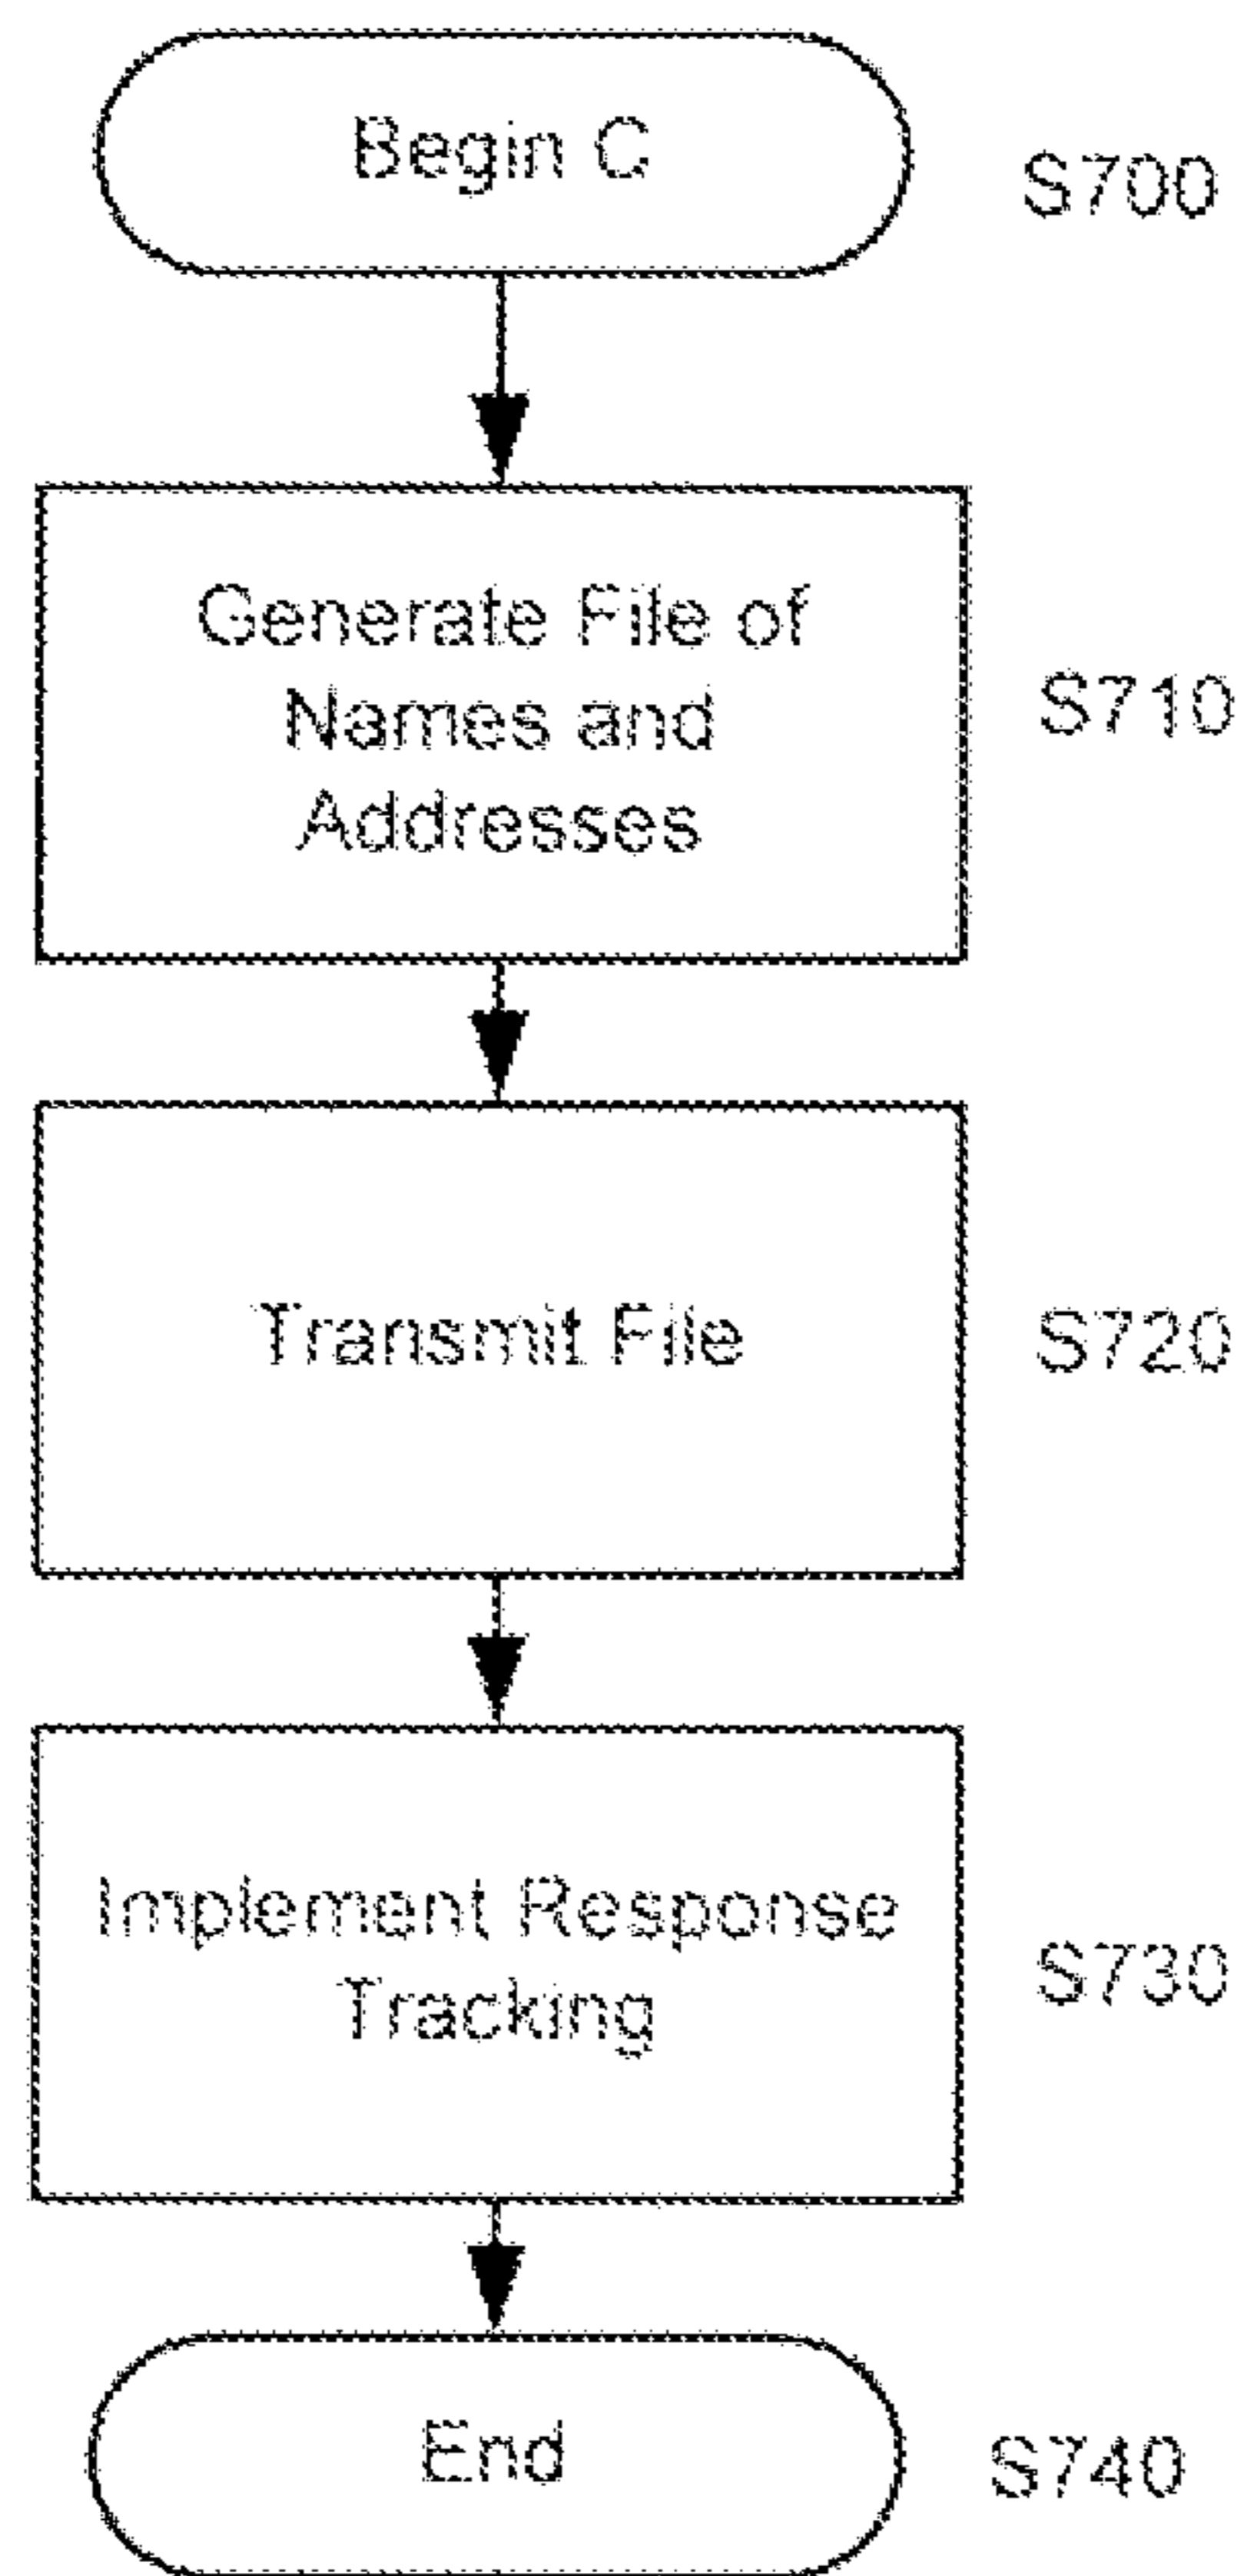 Begin C
S700
Generate File of
Names and
Addresses
S710
Transmit File
S720
Implement Response
Tracking
S730
End
S740